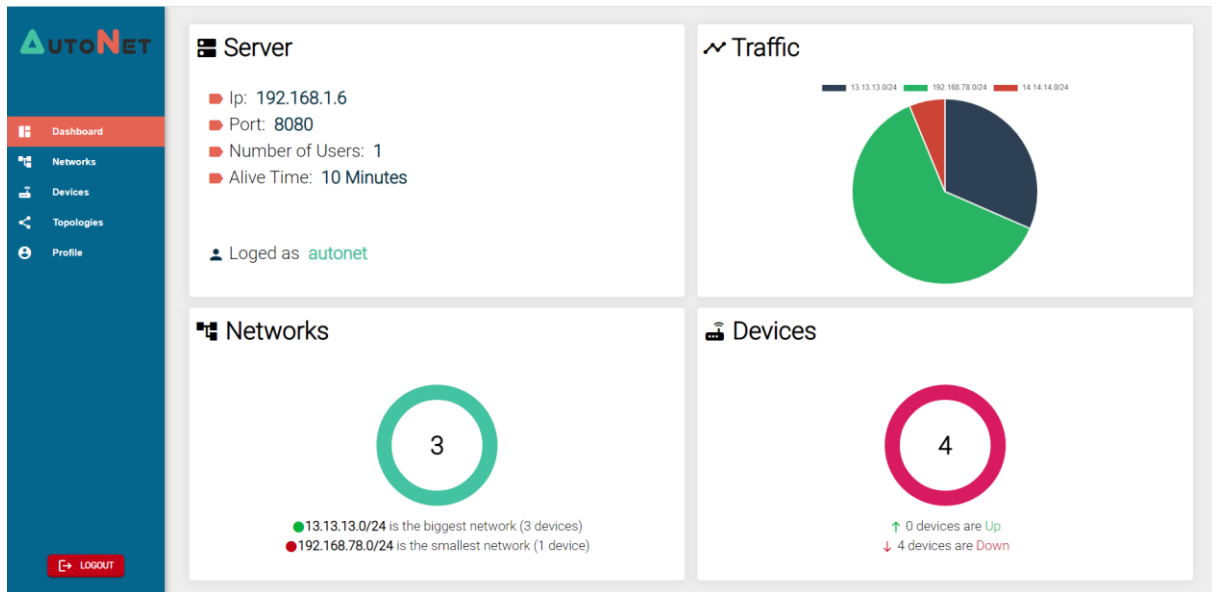 AUTONET
Dashboard
Networks
Devices
Topologies
Profile
LOGOUT
Server
Ip: 192.168.1.6
Port: 8080
Number of Users: 1
Alive Time: 10 Minutes
Loged as autonet
Traffic
13.13.13.0/24 192.168.78.0/24 14.14.14.0/24
Networks
3
13.13.13.0/24 is the biggest network (3 devices)
192.168.78.0/24 is the smallest network (1 device)
Devices
4
↑ 0 devices are Up
↓ 4 devices are Down